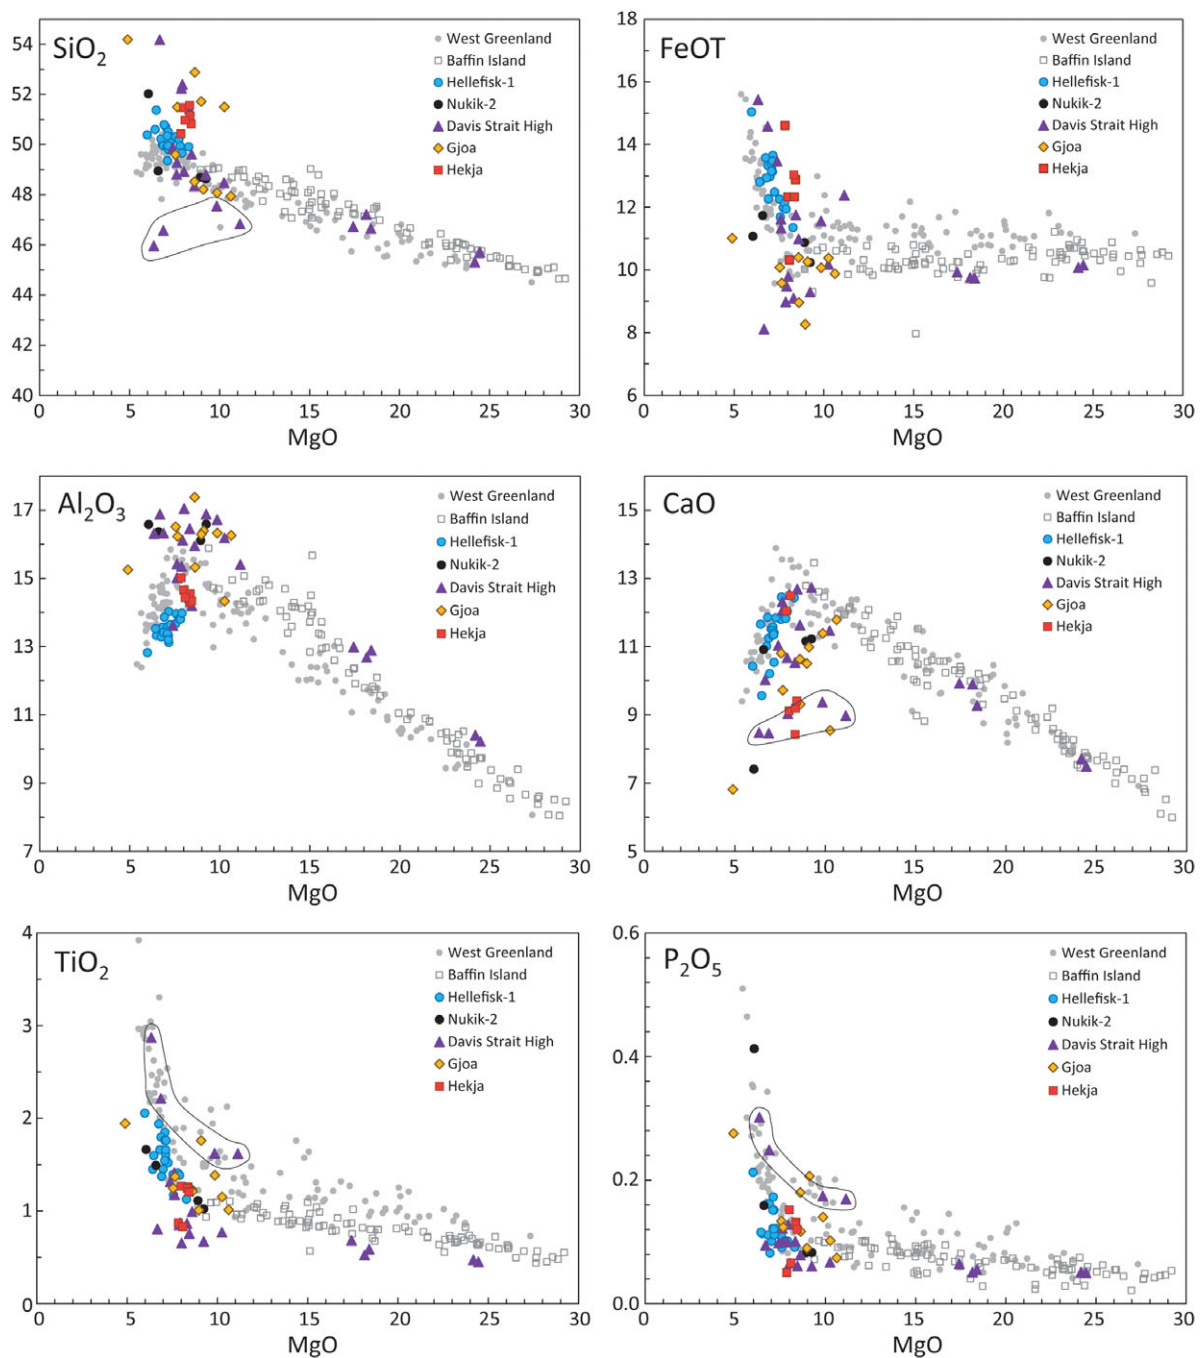 SiO2
54
52
50
48
46
44
42
40
0
5
10
15
20
25
30
MgO
West Greenland
Baffin Island
Hellefisk-1
Nukik-2
Davis Strait High
Gjoa
Hekja
FeOT
18
16
14
12
10
8
6
0
5
10
15
20
25
30
MgO
West Greenland
Baffin Island
Hellefisk-1
Nukik-2
Davis Strait High
Gjoa
Hekja
Al2O3
17
15
13
11
9
7
0
5
10
15
20
25
30
MgO
West Greenland
Baffin Island
Hellefisk-1
Nukik-2
Davis Strait High
Gjoa
Hekja
CaO
15
13
11
9
7
5
0
5
10
15
20
25
30
MgO
West Greenland
Baffin Island
Hellefisk-1
Nukik-2
Davis Strait High
Gjoa
Hekja
TiO2
4
3
2
1
0
0
5
10
15
20
25
30
MgO
West Greenland
Baffin Island
Hellefisk-1
Nukik-2
Davis Strait High
Gjoa
Hekja
P2O5
0.6
0.4
0.2
0.0
0
5
10
15
20
25
30
MgO
West Greenland
Baffin Island
Hellefisk-1
Nukik-2
Davis Strait High
Gjoa
Hekja